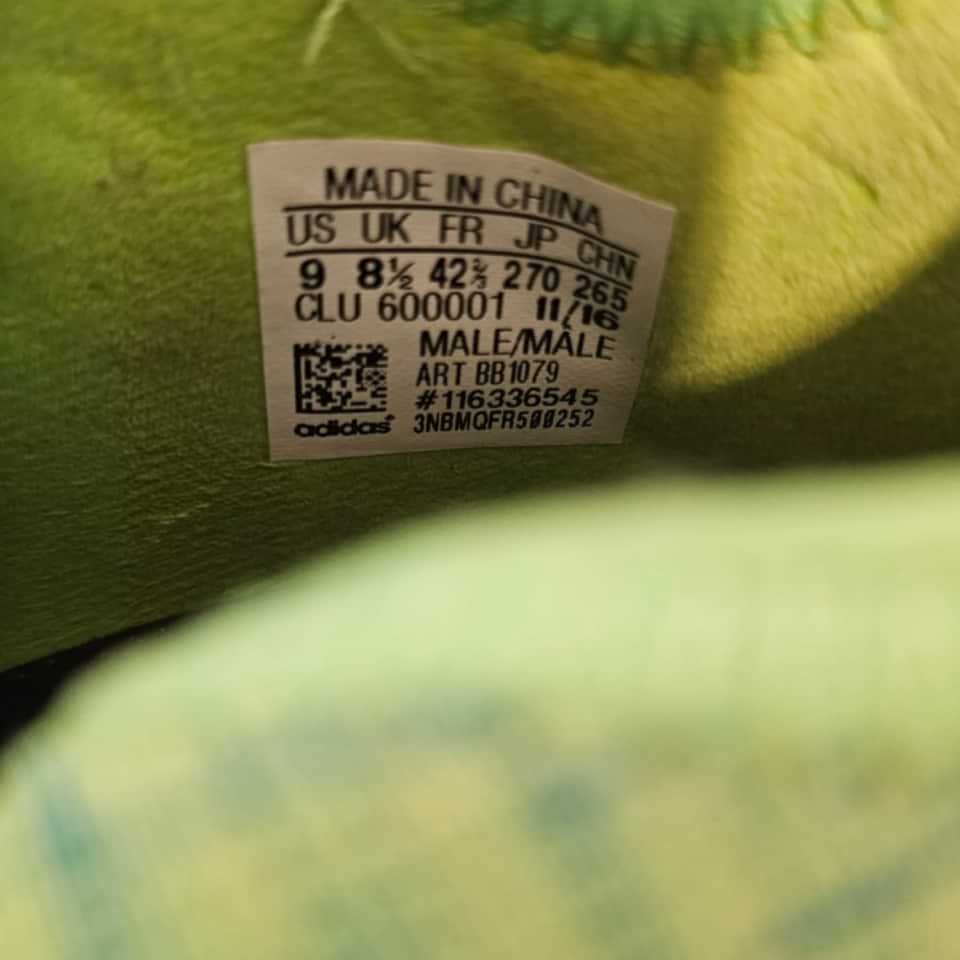 MADE IN CHINA
US UK FR JP CHN
9 8½ 42⅔ 270 265
CLU 600001 11/16
MALE/MÂLE
ART BB1079
#116336545
adidas 3NBMQFR500252